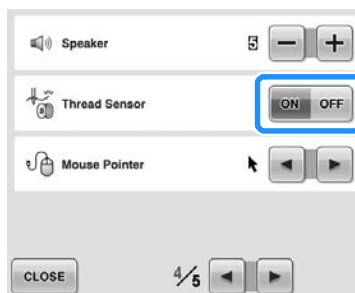 Speaker 5 − +
Thread Sensor ON OFF
Mouse Pointer
CLOSE 4/5